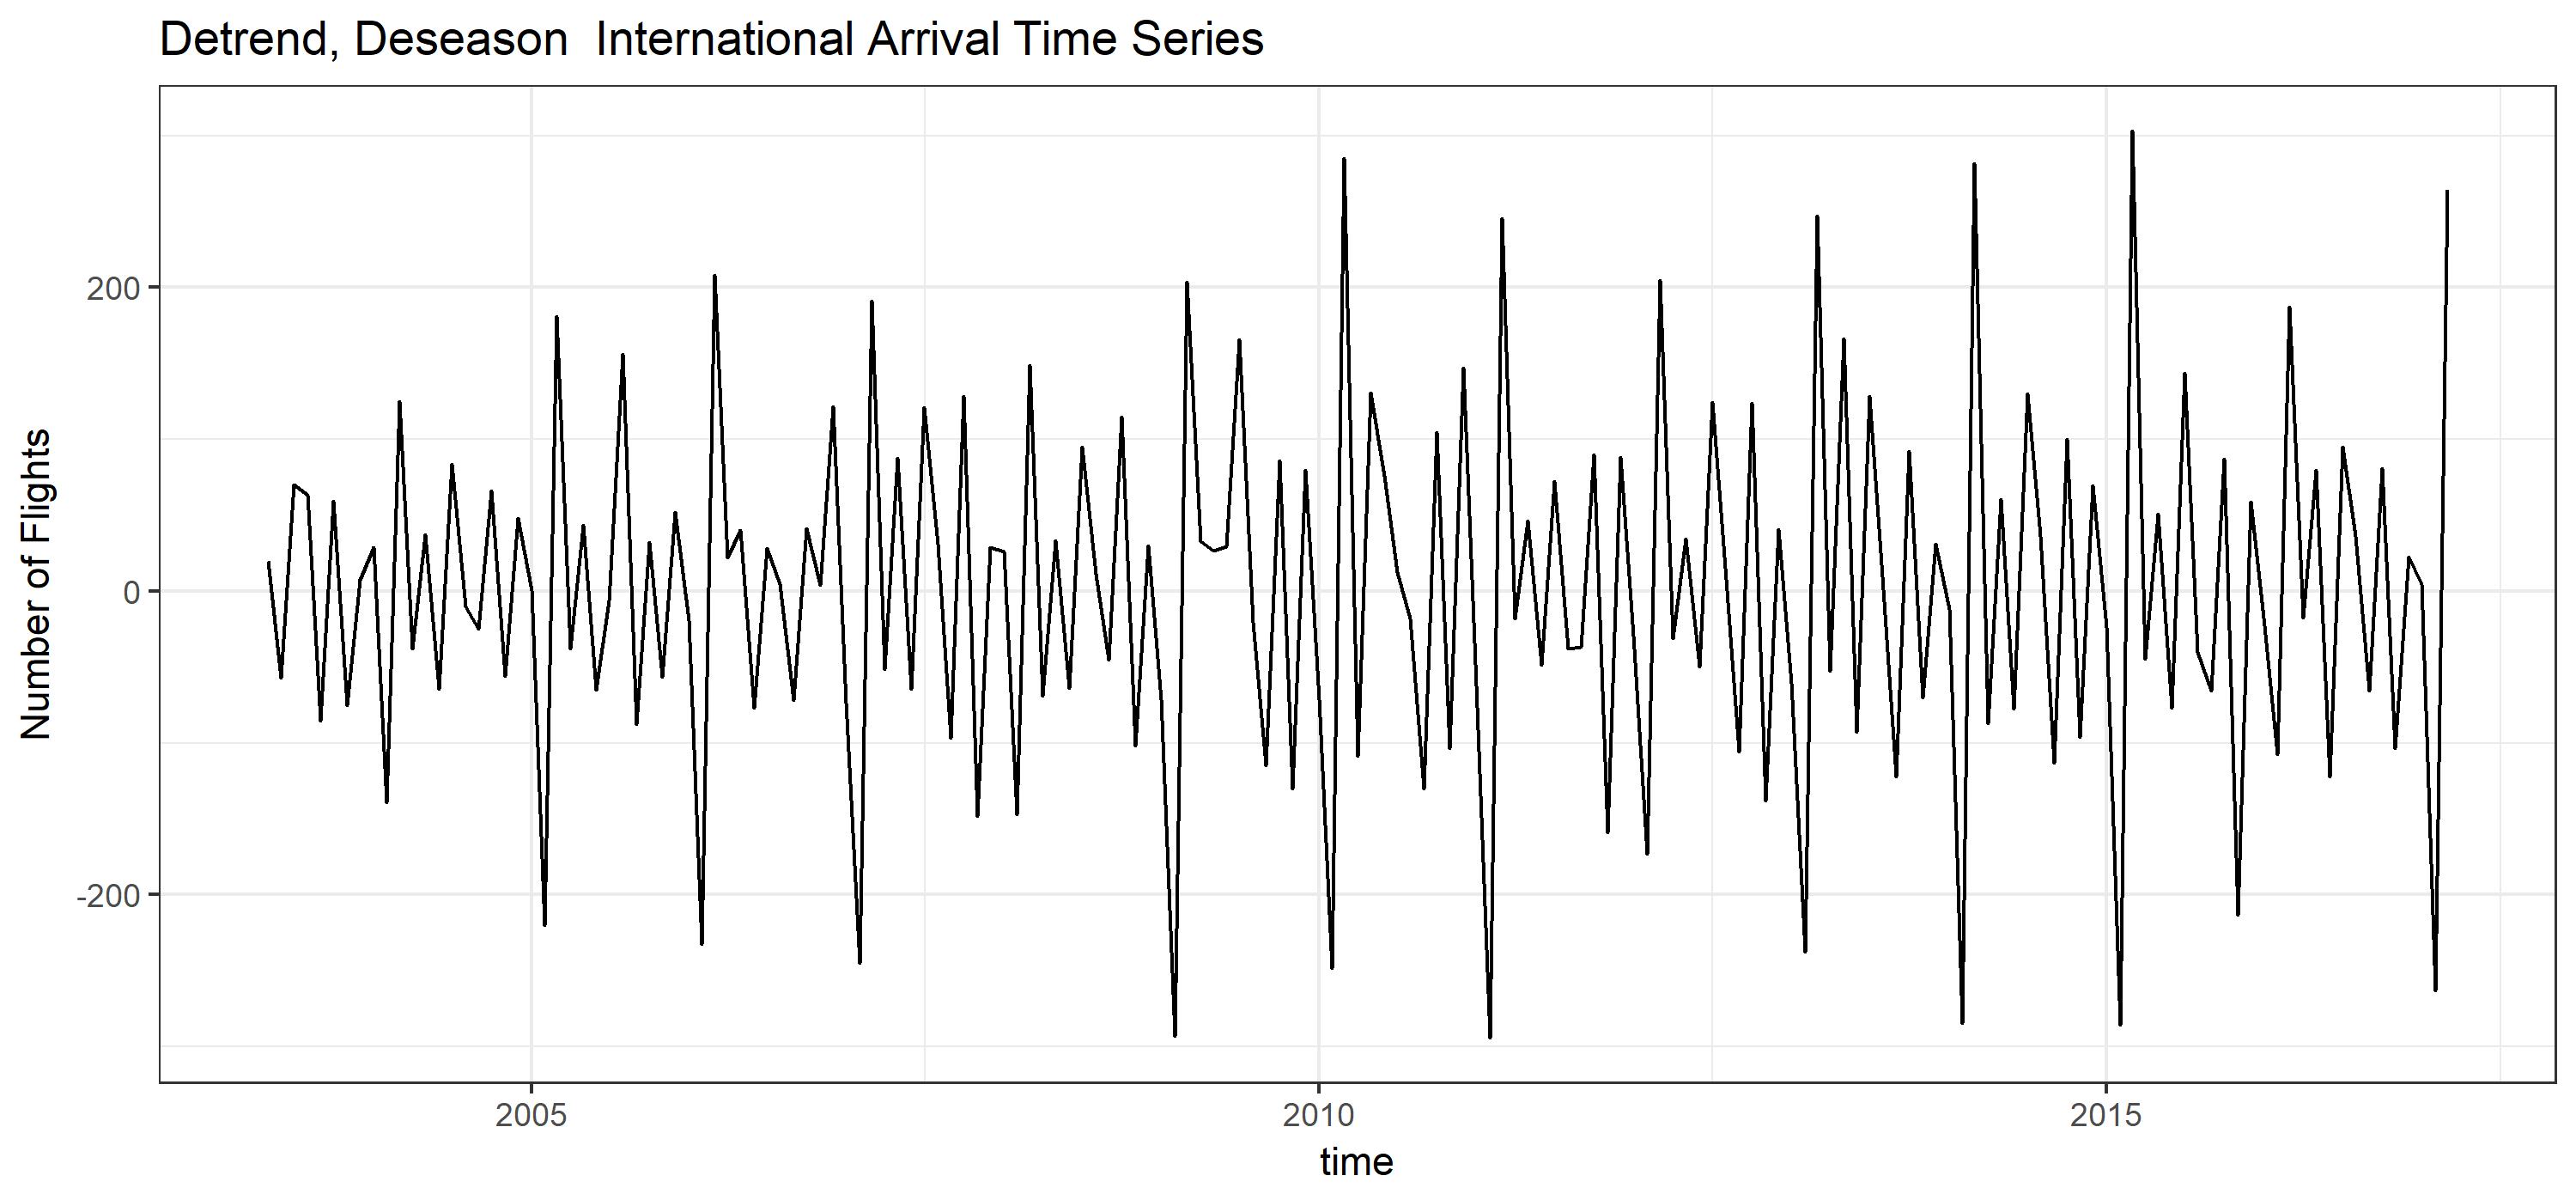 Detrend, Deseason  International Arrival Time Series
Number of Flights
200
0
-200
2005
2010
2015
time